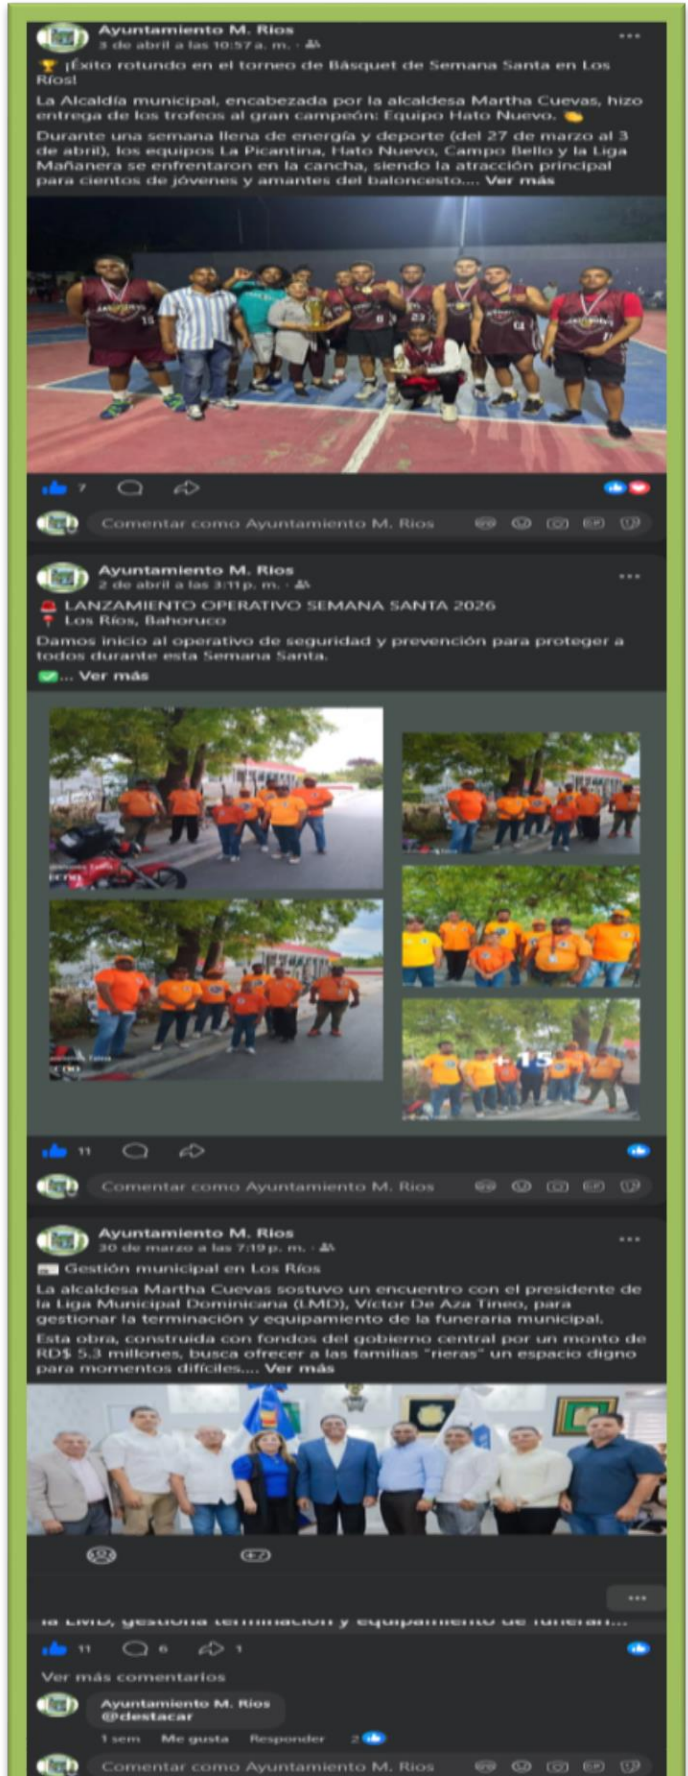 Ayuntamiento M. Rios
3 de abril a las 10:57 a. m.
🏆 ¡Éxito rotundo en el torneo de Básquet de Semana Santa en Los
Ríos!
La Alcaldía municipal, encabezada por la alcaldesa Martha Cuevas, hizo
entrega de los trofeos al gran campeón: Equipo Hato Nuevo. 👏
Durante una semana llena de energía y deporte (del 27 de marzo al 3
de abril), los equipos La Picantina, Hato Nuevo, Campo Bello y la Liga
Mañanera se enfrentaron en la cancha, siendo la atracción principal
para cientos de jóvenes y amantes del baloncesto.... Ver más
15
8
23
11
7
Comentar como Ayuntamiento M. Rios
Ayuntamiento M. Rios
2 de abril a las 3:11 p. m.
🚨 LANZAMIENTO OPERATIVO SEMANA SANTA 2026
📍 Los Ríos, Bahoruco
Damos inicio al operativo de seguridad y prevención para proteger a
todos durante esta Semana Santa.
✅... Ver más
+15
11
Comentar como Ayuntamiento M. Rios
Ayuntamiento M. Rios
30 de marzo a las 7:19 p. m.
Gestión municipal en Los Ríos
La alcaldesa Martha Cuevas sostuvo un encuentro con el presidente de
la Liga Municipal Dominicana (LMD), Víctor De Aza Tineo, para
gestionar la terminación y equipamiento de la funeraria municipal.
Esta obra, construida con fondos del gobierno central por un monto de
RD$ 5.3 millones, busca ofrecer a las familias "rieras" un espacio digno
para momentos difíciles.... Ver más
la LMD, gestiona terminación y equipamiento de funerari...
11 6 1
Ver más comentarios
Ayuntamiento M. Rios
@destacar
1 sem Me gusta Responder 2
Comentar como Ayuntamiento M. Rios